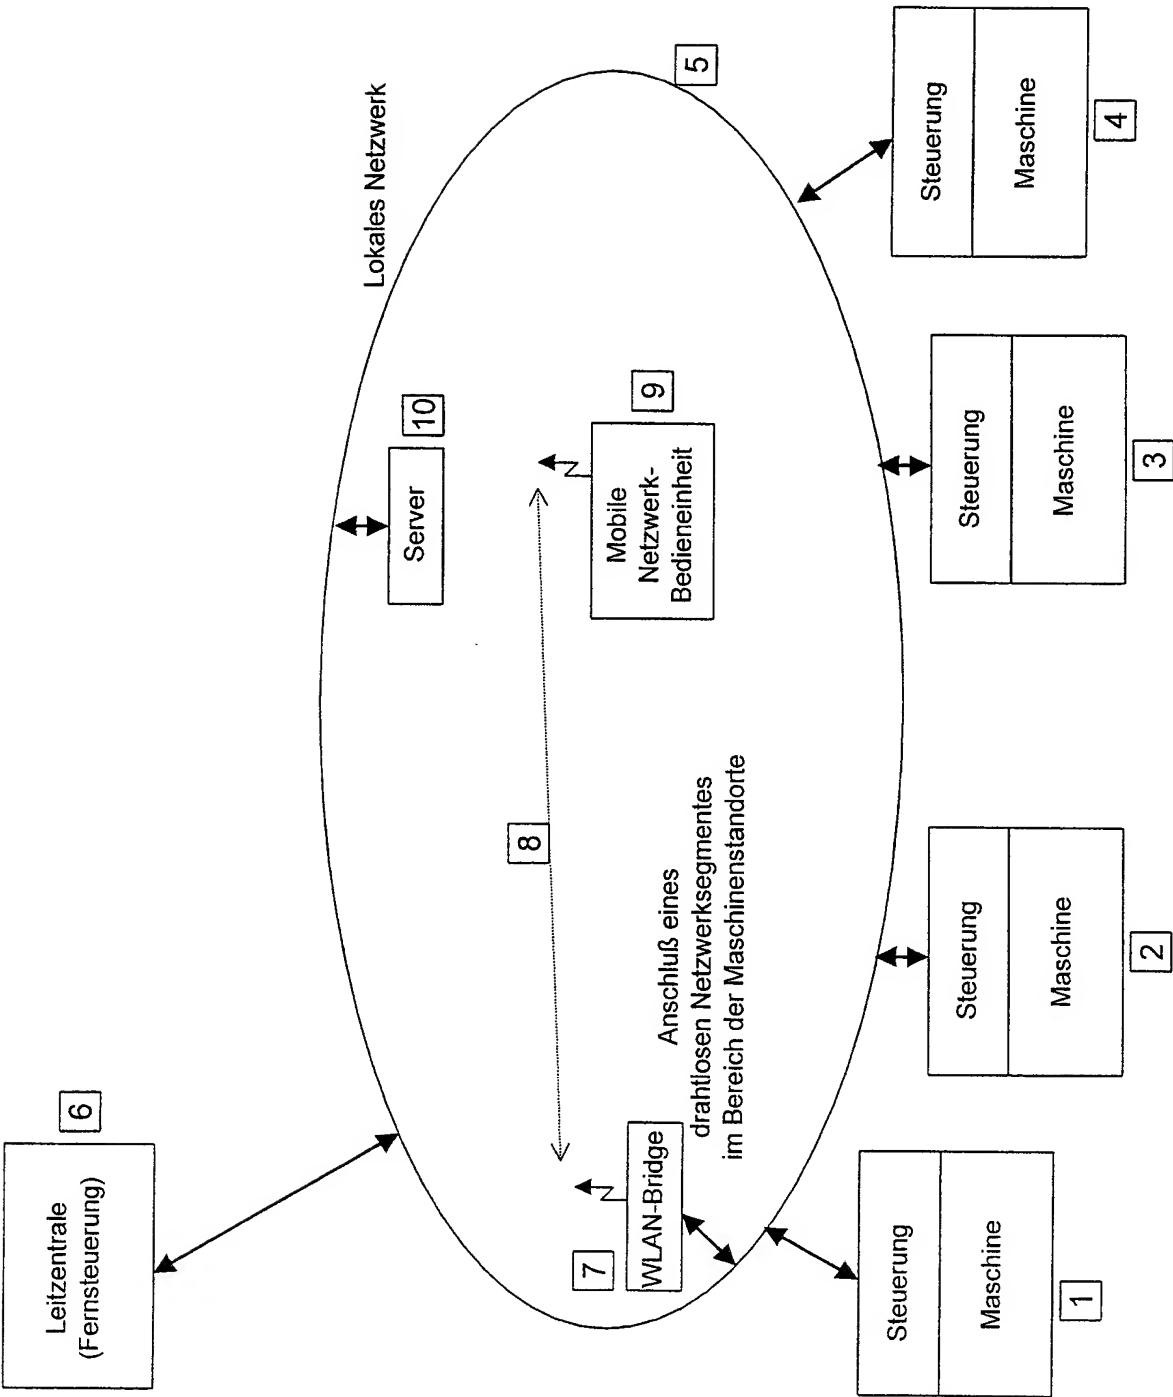 Leitzentrale
(Fernsteuerung)
6
Lokales Netzwerk
Server
10
8
7
WLAN-Bridge
Anschluß eines
drahtlosen Netzwerksegmentes
im Bereich der Maschinenstandorte
Mobile
Netzwerk-
Bedieneinheit
9
5
Steuerung
Maschine
1
Steuerung
Maschine
2
Steuerung
Maschine
3
Steuerung
Maschine
4